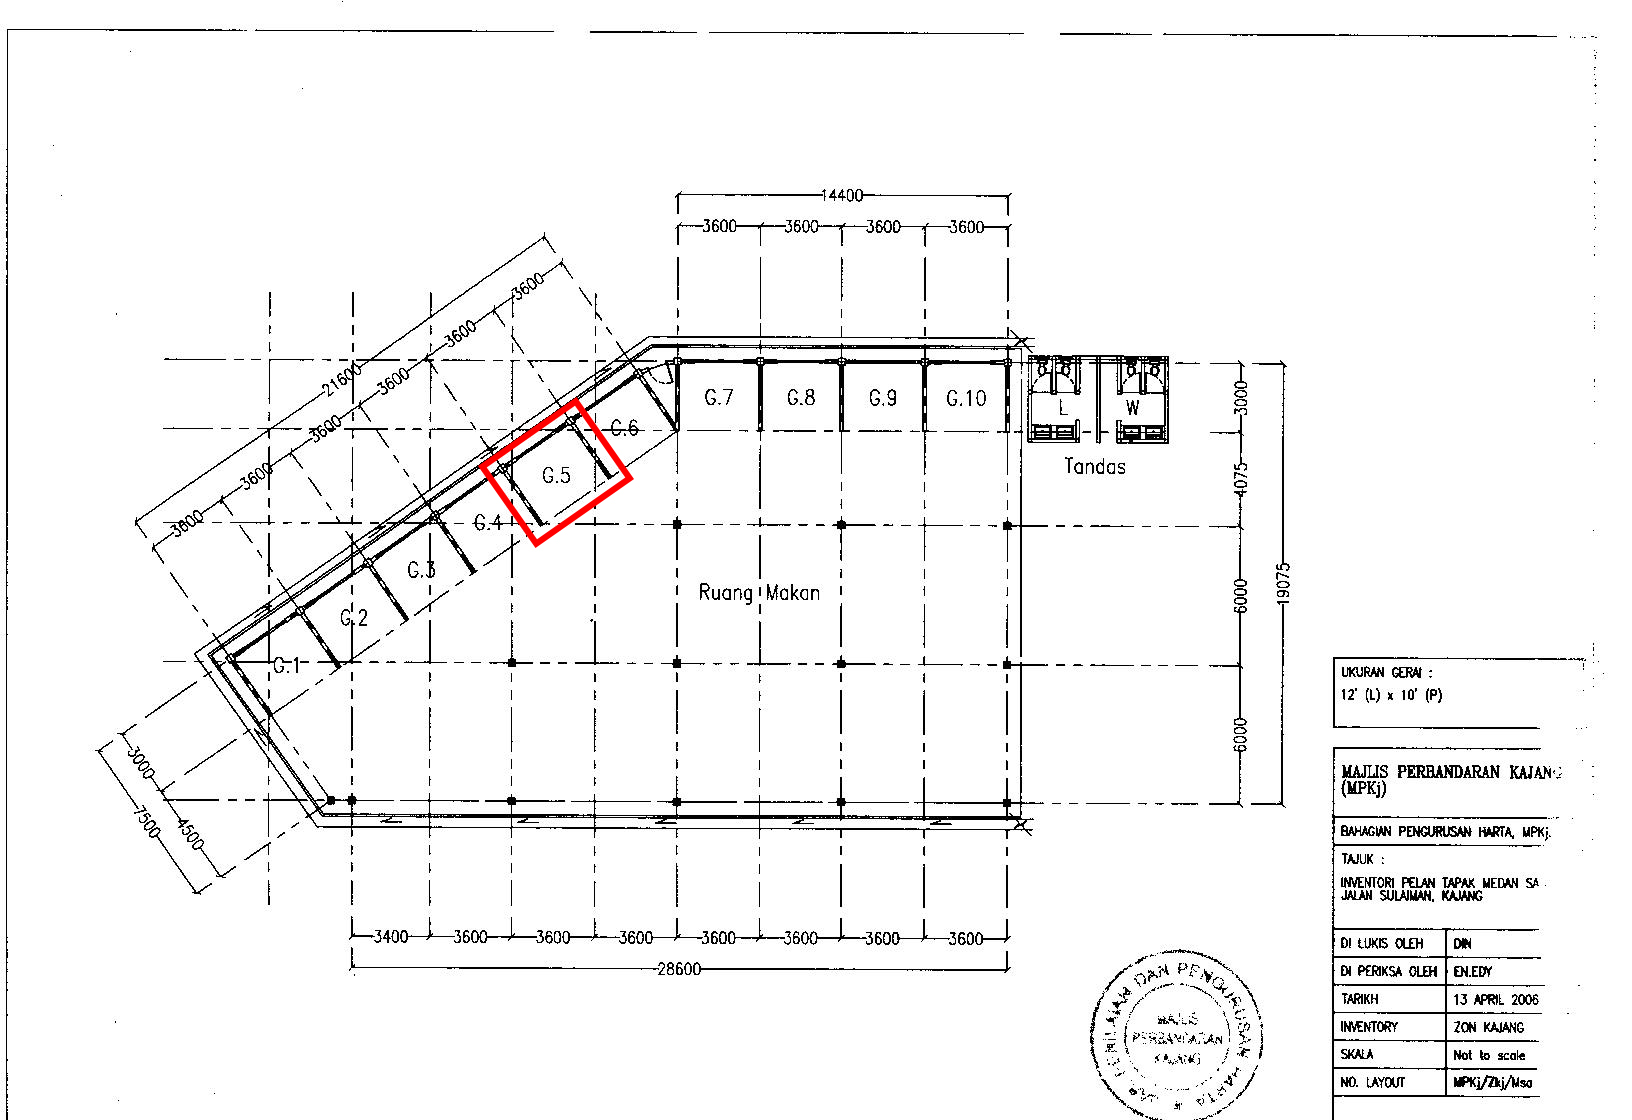 14400
3600 3600 3600 3600
21600
3600
3600
3600
3600
3600
3600
G.1
G.2
G.3
G.4
G.5
G.6
G.7
G.8
G.9
G.10
L
W
Tandas
Ruang Makan
3000
4075
6000
6000
19075
3000
4500
7500
3400 3600 3600 3600 3600 3600 3600 3600
28600
UKURAN GERAI :
12' (L) x 10' (P)
MAJLIS PERBANDARAN KAJANG
(MPKj)
BAHAGIAN PENGURUSAN HARTA, MPKj.
TAJUK :
INVENTORI PELAN TAPAK MEDAN SA
JALAN SULAIMAN, KAJANG
DI LUKIS OLEH DIN
DI PERIKSA OLEH EN.EDY
TARIKH 13 APRIL 2006
INVENTORY ZON KAJANG
SKALA Not to scale
NO. LAYOUT MPKj/Zkj/Msa
PENILAIAN DAN PENGURUSAN HARTA
MAJLIS
PERBANDARAN
KAJANG